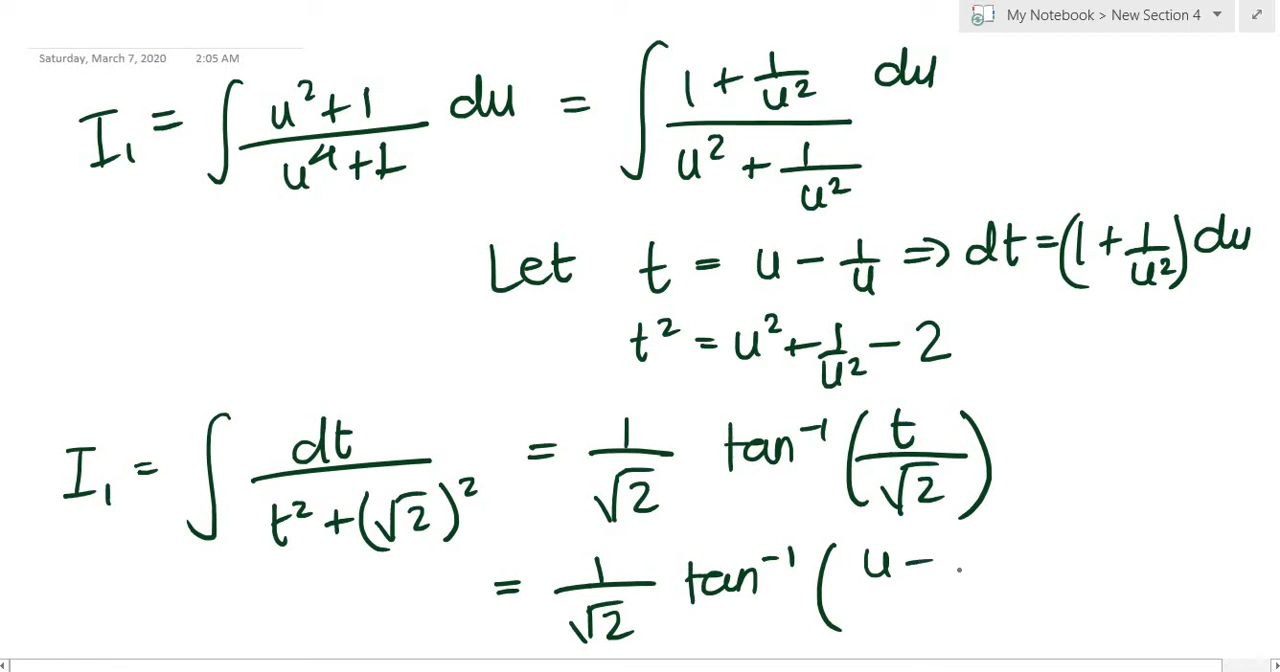 My Notebook > New Section 4
Saturday, March 7, 2020 2:05 AM
I₁ = ∫ (u²+1)/(u⁴+1) du = ∫ (1 + 1/u²)/(u² + 1/u²) du
Let t = u − 1/u ⇒ dt = (1 + 1/u²) du
t² = u² + 1/u² − 2
I₁ = ∫ dt/(t² + (√2)²) = 1/√2 tan⁻¹ (t/√2)
= 1/√2 tan⁻¹ ( u −